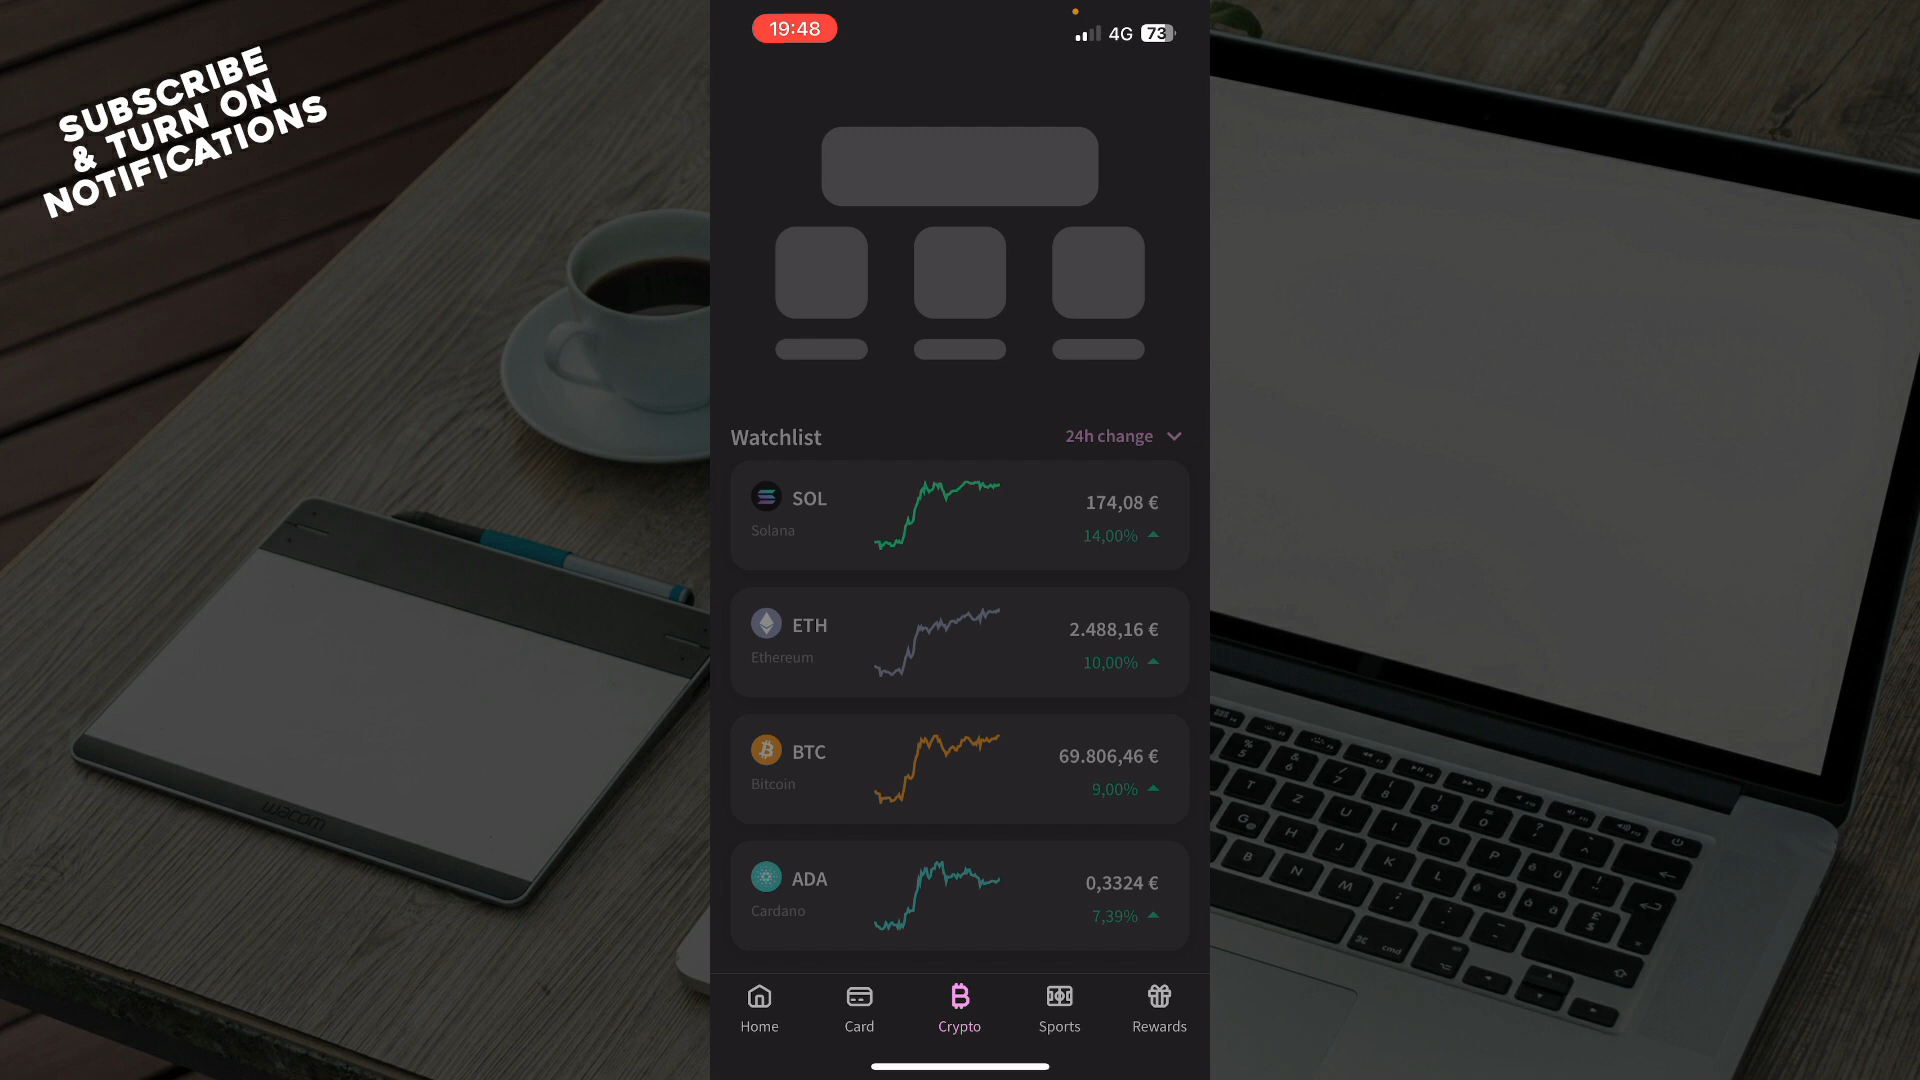 SUBSCRIBE
& TURN ON
NOTIFICATIONS
19:48
4G
73
Watchlist
24h change
SOL
174,08 €
Solana
14,00%
ETH
2.488,16 €
Ethereum
10,00%
BTC
69.806,46 €
Bitcoin
9,00%
ADA
0,3324 €
Cardano
7,39%
Home
Card
Crypto
Sports
Rewards
wacom
cmd